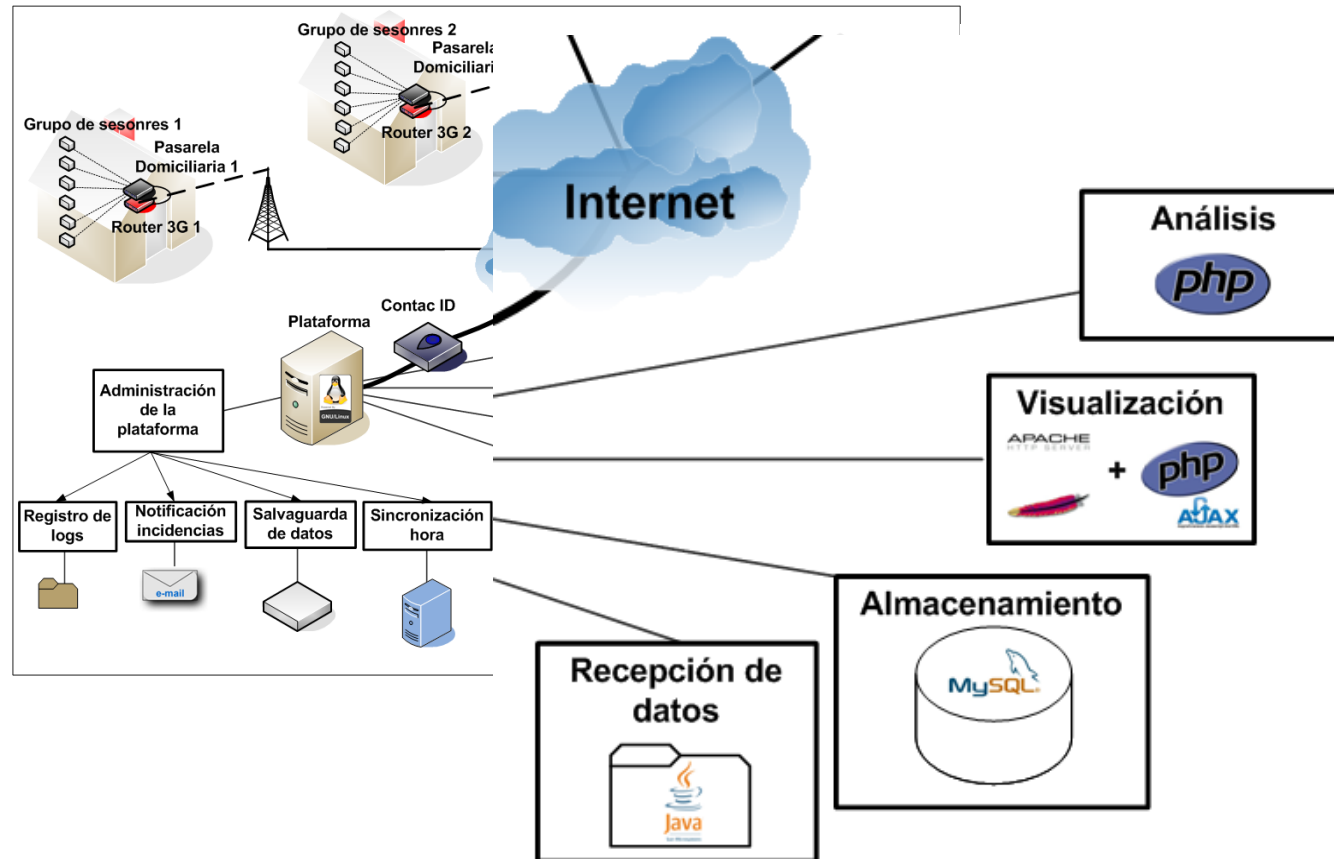 Grupo de sesonres 2
Pasarela
Domiciliaria
Router 3G 2
Grupo de sesonres 1
Pasarela
Domiciliaria 1
Router 3G 1
Internet
Contac ID
Plataforma
GNU/Linux
Administración
de la
plataforma
Registro de
logs
Notificación
incidencias
e-mail
Salvaguarda
de datos
Sincronización
hora
Análisis
php
Visualización
APACHE
HTTP SERVER
+
php
AJAX
Almacenamiento
MySQL
Recepción de
datos
Java